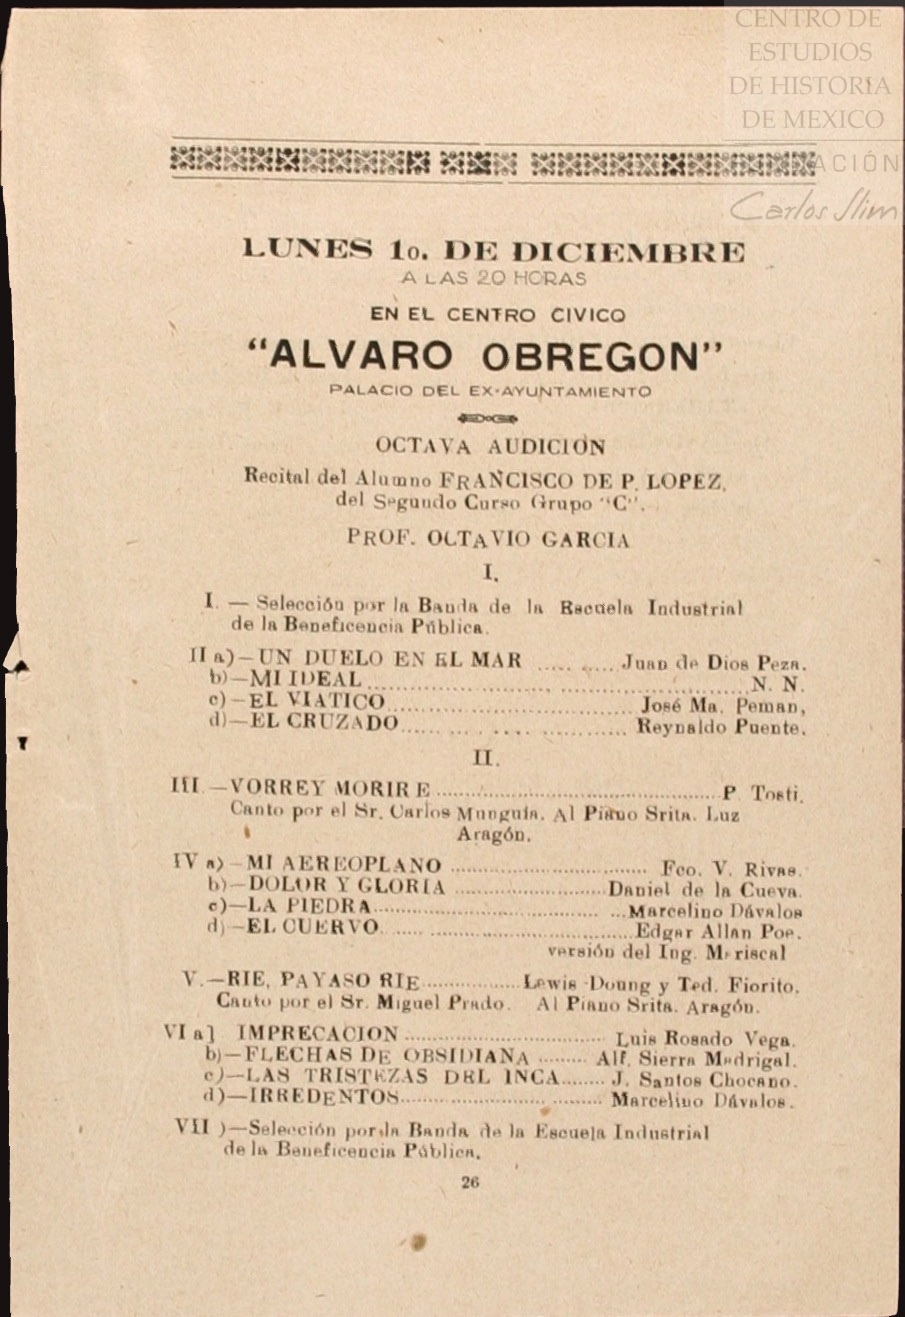 CENTRO DE
ESTUDIOS
DE HISTORIA
DE MEXICO
FUNDACIÓN
Carlos Slim
LUNES 1o. DE DICIEMBRE
A LAS 20 HORAS
EN EL CENTRO CIVICO
"ALVARO OBREGON"
PALACIO DEL EX-AYUNTAMIENTO
OCTAVA AUDICIÓN
Recital del Alumno FRANCISCO DE P. LOPEZ.
del Segundo Curso Grupo "C".
PROF. OCTAVIO GARCIA
I.
I. — Selección por la Banda de la Escuela Industrial
de la Beneficencia Pública.
II a)—UN DUELO EN EL MAR ..... ..... Juan de Dios Peza.
b)—MI IDEAL ........................ N. N.
c)—EL VIATICO ........................ José Ma. Peman,
d)—EL CRUZADO ........................ Reynaldo Puente.
II.
III.—VORREY MORIRE ........................ P. Tosti.
Canto por el Sr. Carlos Munguía. Al Piano Srita. Luz
Aragón.
IV a)—MI AEREOPLANO ........................ Fco. V. Rivas.
b)—DOLOR Y GLORIA ........................ Daniel de la Cueva.
c)—LA PIEDRA ........................ Marcelino Dávalos
d)—EL CUERVO ........................ Edgar Allan Poe.
versión del Ing. Mariscal
V.—RIE, PAYASO RIE ................. Lewis Doung y Ted. Fiorito.
Canto por el Sr. Miguel Prado. Al Piano Srita. Aragón.
VI a] IMPRECACION ........................ Luis Rosado Vega.
b)—FLECHAS DE OBSIDIANA ......... Alf. Sierra Madrigal.
c)—LAS TRISTEZAS DEL INCA ........ J. Santos Chocano.
d)—IRREDENTOS ........................ Marcelino Dávalos.
VII )—Selección por la Banda de la Escuela Industrial
de la Beneficencia Pública.
26